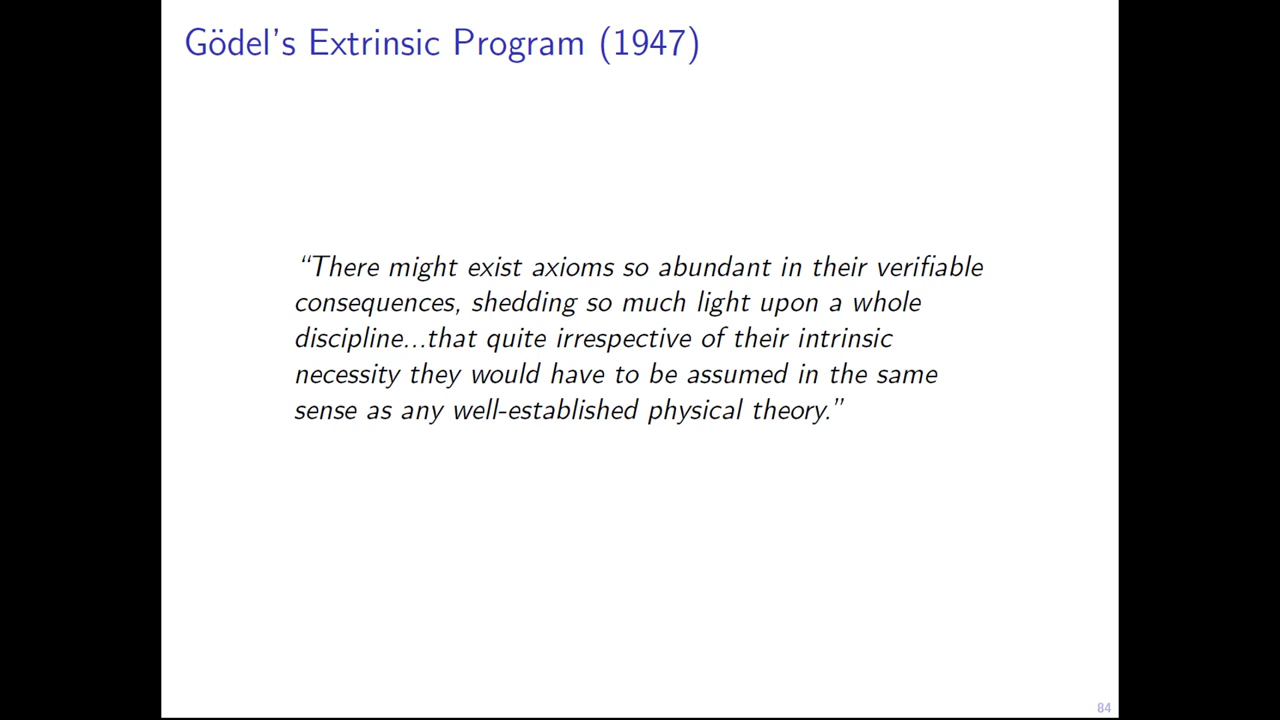 Gödel's Extrinsic Program (1947)
“There might exist axioms so abundant in their verifiable
consequences, shedding so much light upon a whole
discipline...that quite irrespective of their intrinsic
necessity they would have to be assumed in the same
sense as any well-established physical theory.”
84